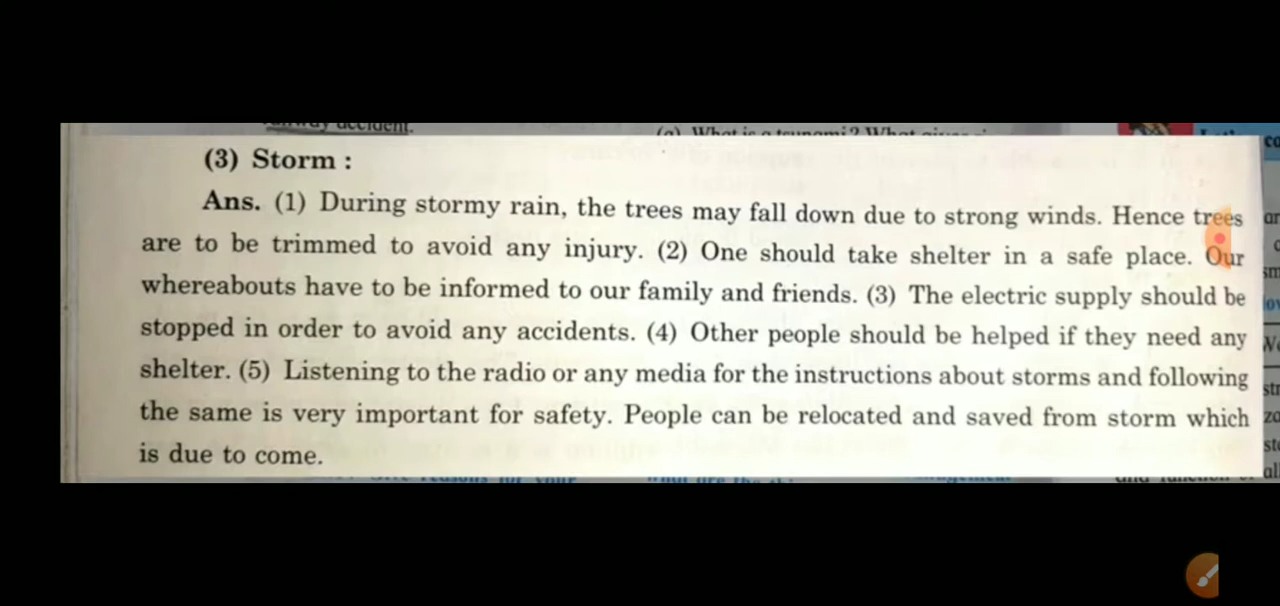 (3) Storm :
Ans. (1) During stormy rain, the trees may fall down due to strong winds. Hence trees
are to be trimmed to avoid any injury. (2) One should take shelter in a safe place. Our
whereabouts have to be informed to our family and friends. (3) The electric supply should be
stopped in order to avoid any accidents. (4) Other people should be helped if they need any
shelter. (5) Listening to the radio or any media for the instructions about storms and following
the same is very important for safety. People can be relocated and saved from storm which
is due to come.